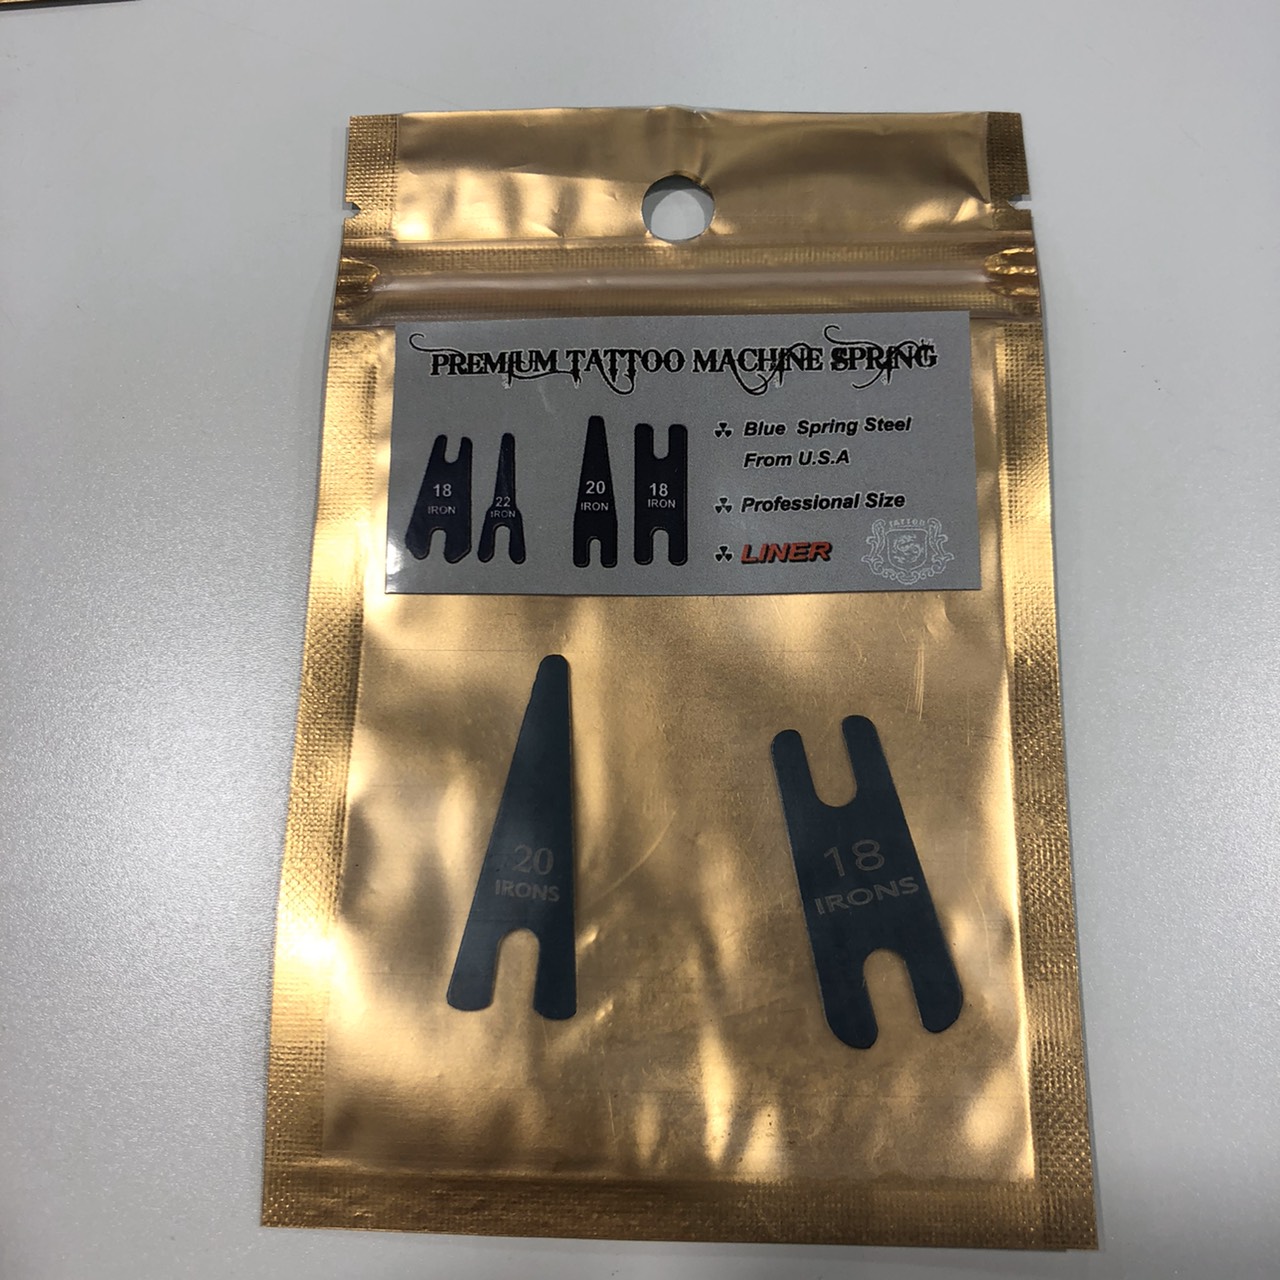 PREMIUM TATTOO MACHINE SPRING
18
IRON
22
IRON
20
IRON
18
IRON
Blue Spring Steel
From U.S.A
Professional Size
LINER
TATTOO
20
IRONS
18
IRONS